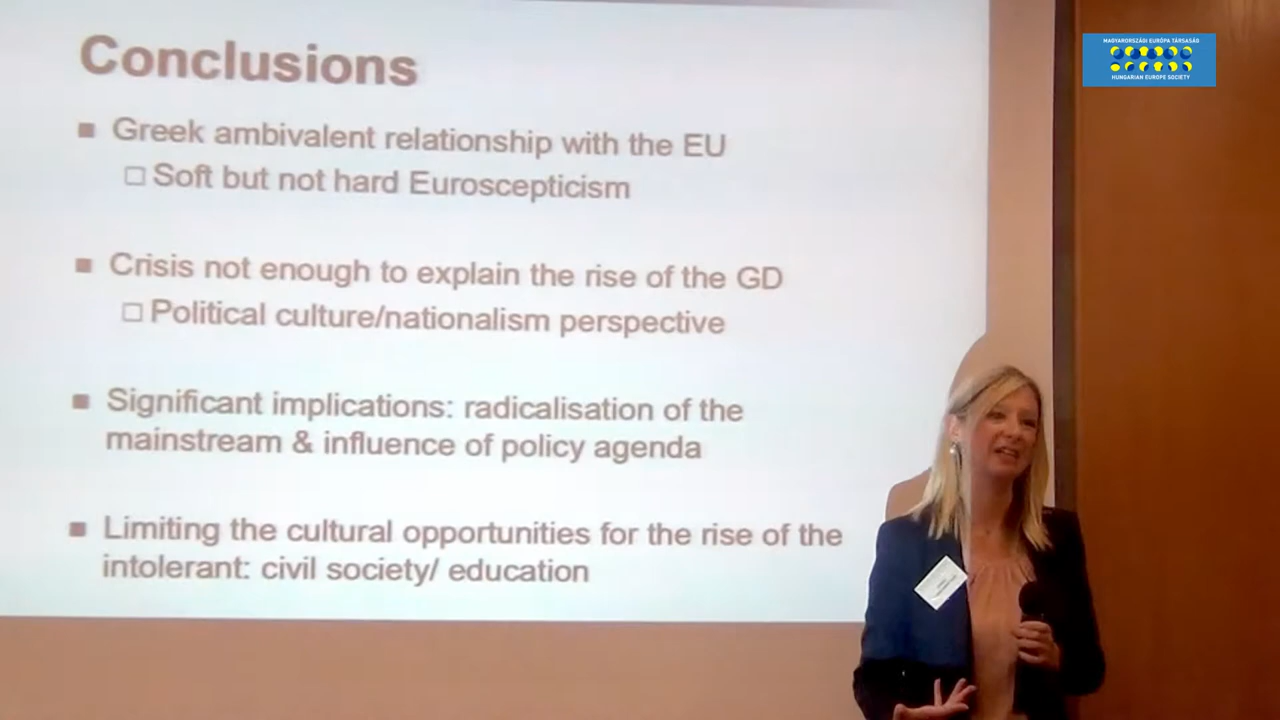 Conclusions
Greek ambivalent relationship with the EU
Soft but not hard Euroscepticism
Crisis not enough to explain the rise of the GD
Political culture/nationalism perspective
Significant implications: radicalisation of the
mainstream & influence of policy agenda
Limiting the cultural opportunities for the rise of the
intolerant: civil society/ education
MAGYARORSZÁGI EURÓPA TÁRSASÁG
HUNGARIAN EUROPE SOCIETY